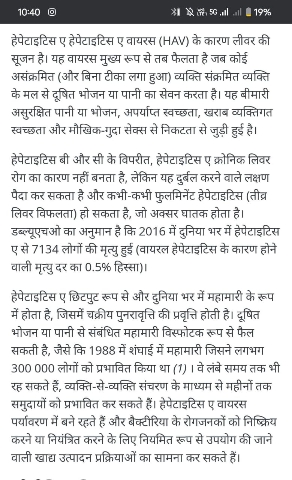 10:40
5G
19%
हेपेटाइटिस ए हेपेटाइटिस ए वायरस (HAV) के कारण लीवर की
सूजन है। यह वायरस मुख्य रूप से तब फैलता है जब कोई
असंक्रमित (और बिना टीका लगा हुआ) व्यक्ति संक्रमित व्यक्ति
के मल से दूषित भोजन या पानी का सेवन करता है। यह बीमारी
असुरक्षित पानी या भोजन, अपर्याप्त स्वच्छता, खराब व्यक्तिगत
स्वच्छता और मौखिक-गुदा सेक्स से निकटता से जुड़ी हुई है।
हेपेटाइटिस बी और सी के विपरीत, हेपेटाइटिस ए क्रोनिक लिवर
रोग का कारण नहीं बनता है, लेकिन यह दुर्बल करने वाले लक्षण
पैदा कर सकता है और कभी-कभी फुलमिनेंट हेपेटाइटिस (तीव्र
लिवर विफलता) हो सकता है, जो अक्सर घातक होता है।
डब्ल्यूएचओ का अनुमान है कि 2016 में दुनिया भर में हेपेटाइटिस
ए से 7134 लोगों की मृत्यु हुई (वायरल हेपेटाइटिस के कारण होने
वाली मृत्यु दर का 0.5% हिस्सा)।
हेपेटाइटिस ए छिटपुट रूप से और दुनिया भर में महामारी के रूप
में होता है, जिसमें चक्रीय पुनरावृत्ति की प्रवृत्ति होती है। दूषित
भोजन या पानी से संबंधित महामारी विस्फोटक रूप से फैल
सकती है, जैसे कि 1988 में शंघाई में महामारी जिसने लगभग
300 000 लोगों को प्रभावित किया था (1) । वे लंबे समय तक भी
रह सकते हैं, व्यक्ति-से-व्यक्ति संचरण के माध्यम से महीनों तक
समुदायों को प्रभावित कर सकते हैं। हेपेटाइटिस ए वायरस
पर्यावरण में बने रहते हैं और बैक्टीरिया के रोगजनकों को निष्क्रिय
करने या नियंत्रित करने के लिए नियमित रूप से उपयोग की जाने
वाली खाद्य उत्पादन प्रक्रियाओं का सामना कर सकते हैं।